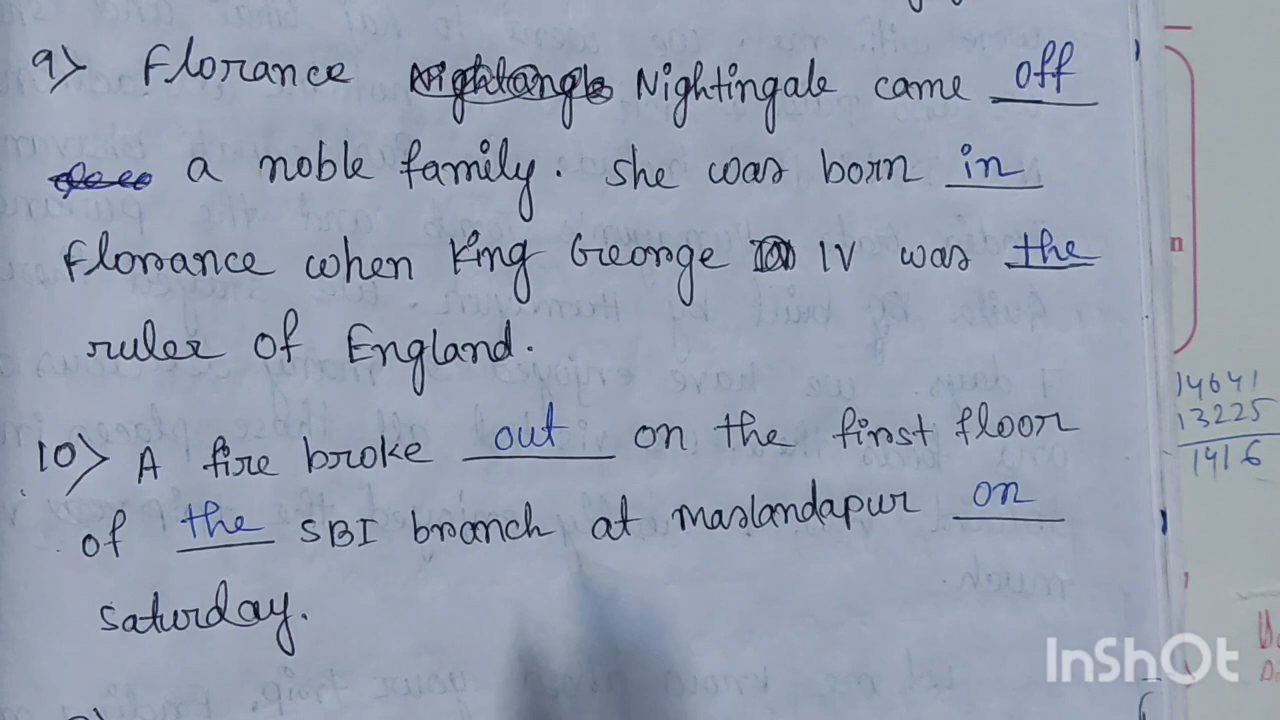 9> Florance Nightingale came off
a noble family. she was born in
Florance when King George IV was the
ruler of England.
10> A fire broke out on the first floor
of the SBI branch at maslandapur on
saturday.
14641
13225
1416
n
InShOt